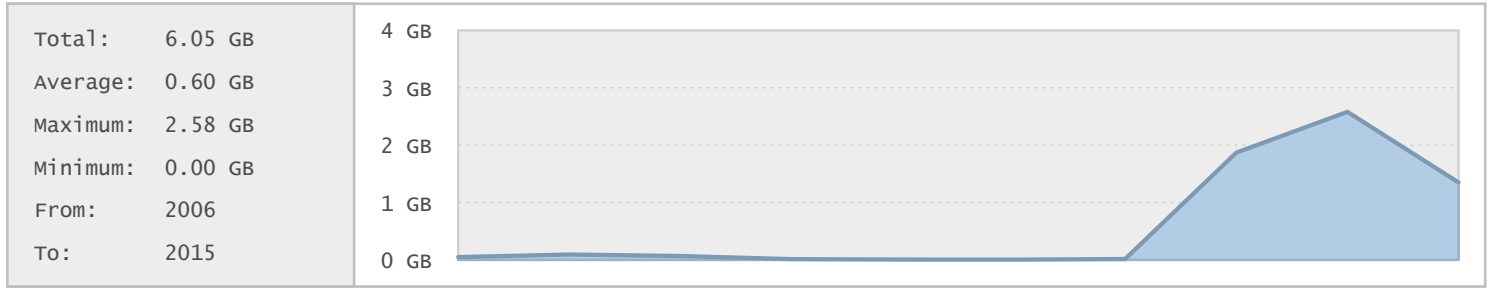 Total: 6.05 GB
Average: 0.60 GB
Maximum: 2.58 GB
Minimum: 0.00 GB
From: 2006
To: 2015
4 GB
3 GB
2 GB
1 GB
0 GB